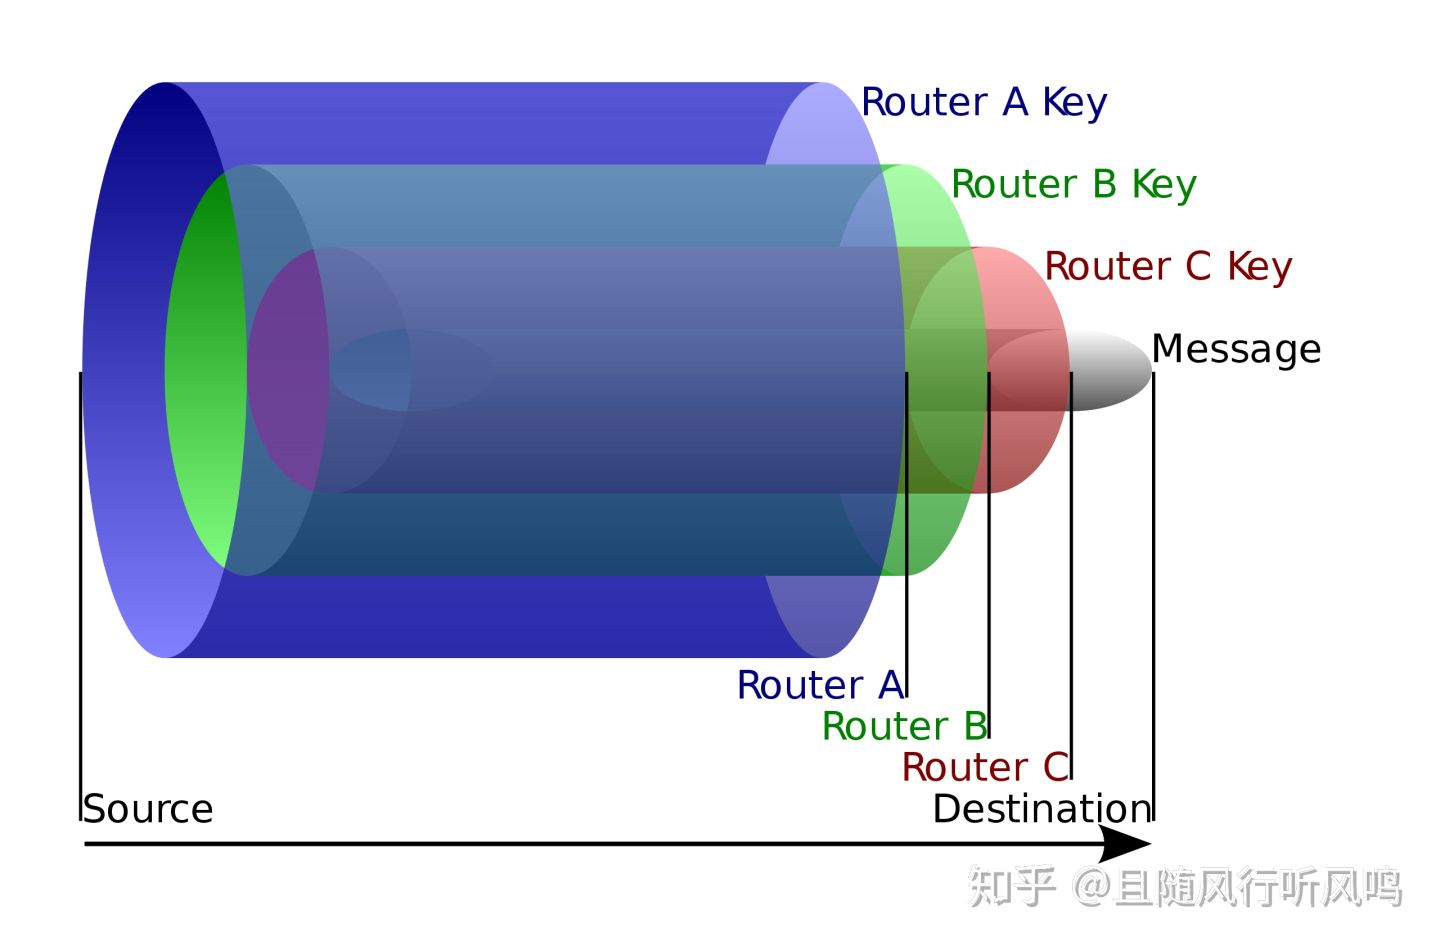 Router A Key
Router B Key
Router C Key
Message
Router A
Router B
Router C
Source
Destination
知乎 @且随风行听风鸣